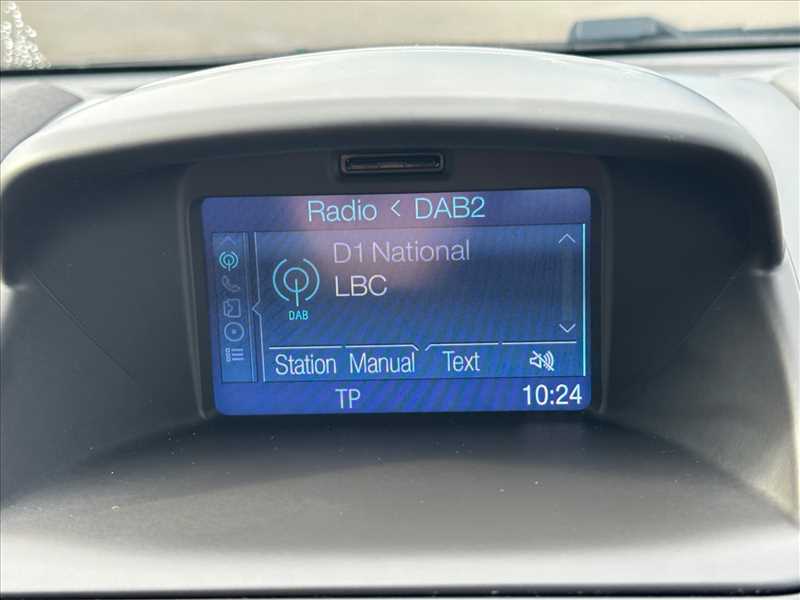 Radio < DAB2
D1 National
LBC
DAB
Station Manual Text
TP 10:24